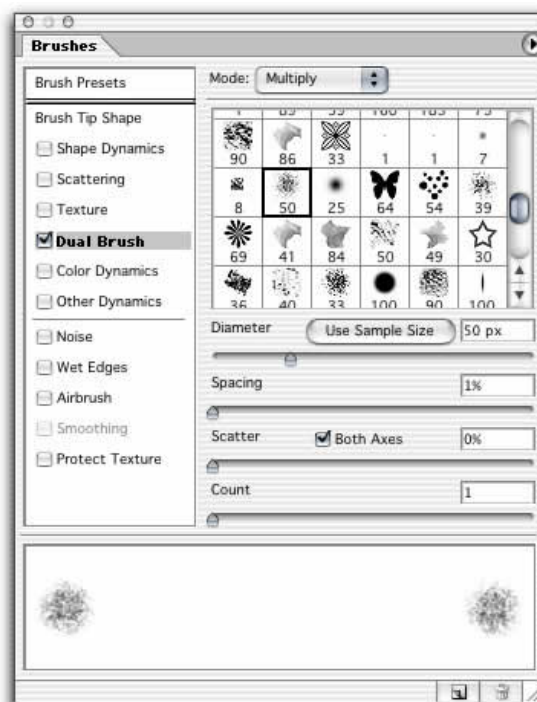 Brushes
Brush Presets
Brush Tip Shape
Shape Dynamics
Scattering
Texture
Dual Brush
Color Dynamics
Other Dynamics
Noise
Wet Edges
Airbrush
Smoothing
Protect Texture
Mode: Multiply
90 86 33 1 1 7
8 50 25 64 54 39
69 41 84 50 49 30
36 40 33 100 90 100
Diameter Use Sample Size 50 px
Spacing 1%
Scatter Both Axes 0%
Count 1